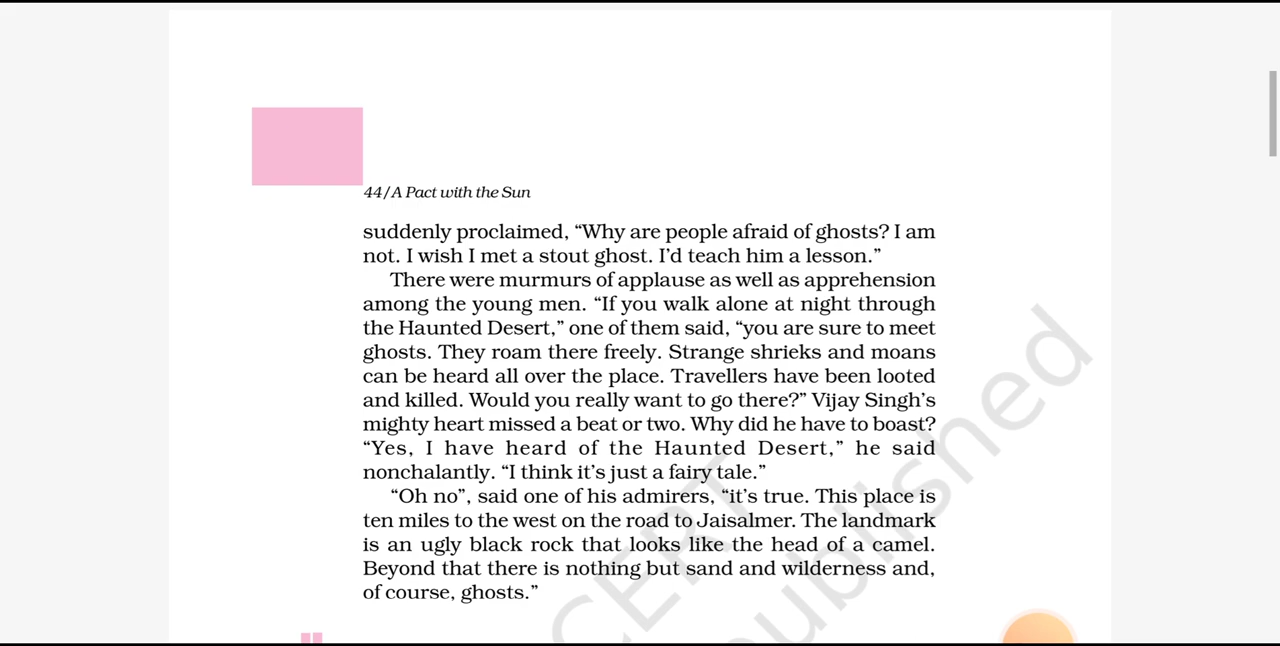 44/A Pact with the Sun
suddenly proclaimed, “Why are people afraid of ghosts? I am
not. I wish I met a stout ghost. I’d teach him a lesson.”
There were murmurs of applause as well as apprehension
among the young men. “If you walk alone at night through
the Haunted Desert,” one of them said, “you are sure to meet
ghosts. They roam there freely. Strange shrieks and moans
can be heard all over the place. Travellers have been looted
and killed. Would you really want to go there?” Vijay Singh’s
mighty heart missed a beat or two. Why did he have to boast?
“Yes, I have heard of the Haunted Desert,” he said
nonchalantly. “I think it’s just a fairy tale.”
“Oh no”, said one of his admirers, “it’s true. This place is
ten miles to the west on the road to Jaisalmer. The landmark
is an ugly black rock that looks like the head of a camel.
Beyond that there is nothing but sand and wilderness and,
of course, ghosts.”
CERT
published